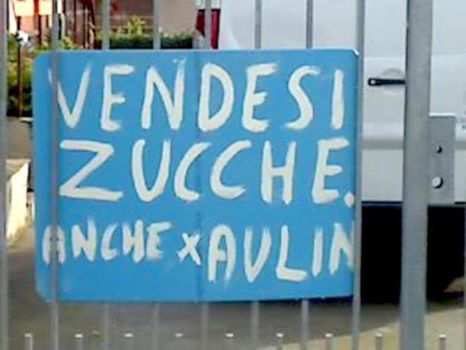 VENDESI
ZUCCHE.
ANCHE x AULIN